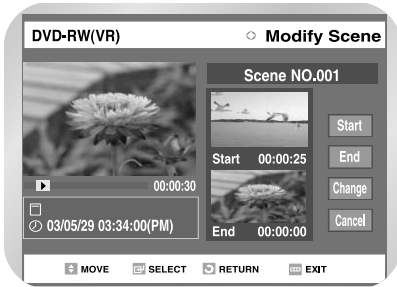 DVD-RW(VR)
Modify Scene
Scene NO.001
Start 00:00:25
End 00:00:00
Start
End
Change
Cancel
00:00:30
03/05/29 03:34:00(PM)
MOVE SELECT RETURN EXIT